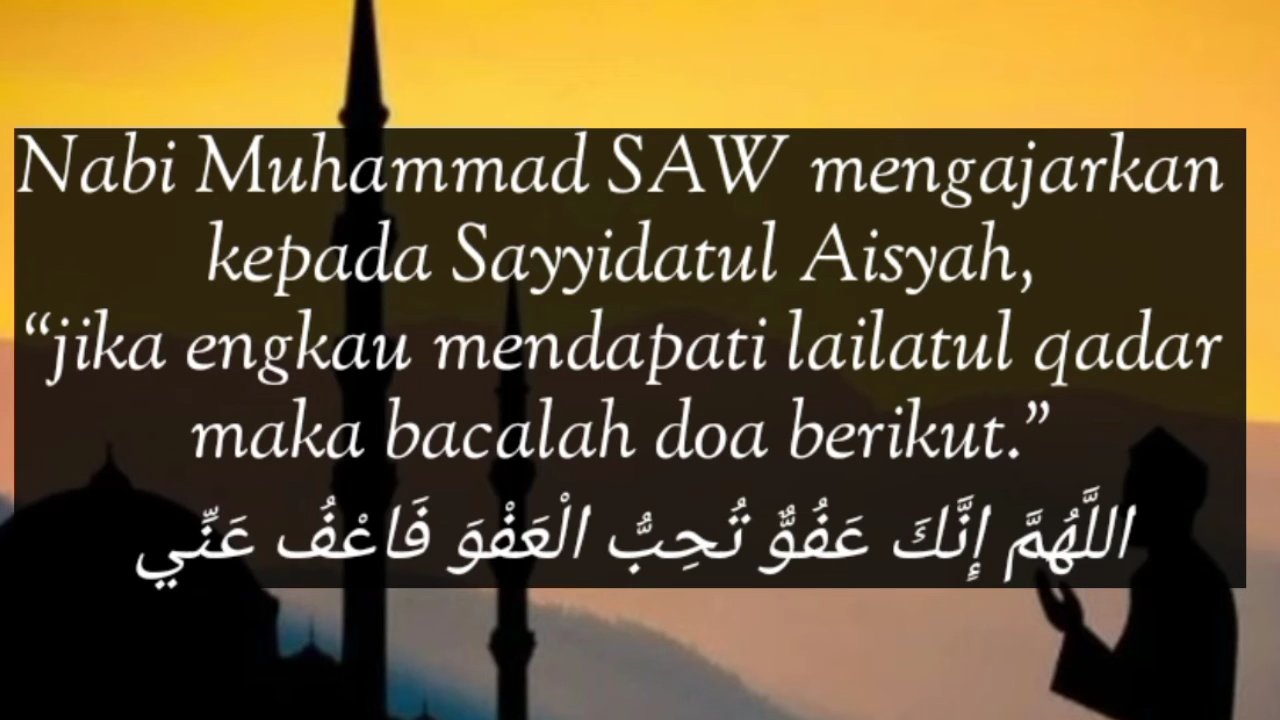 Nabi Muhammad SAW mengajarkan
kepada Sayyidatul Aisyah,
“jika engkau mendapati lailatul qadar
maka bacalah doa berikut.”
اللَّهُمَّ إِنَّكَ عَفُوٌّ تُحِبُّ الْعَفْوَ فَاعْفُ عَنِّي